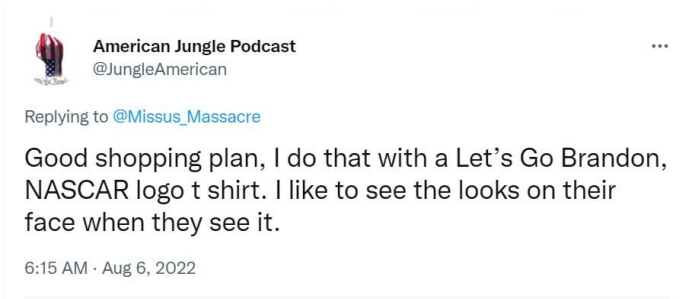 American Jungle Podcast
@JungleAmerican
Replying to @Missus_Massacre
Good shopping plan, I do that with a Let’s Go Brandon,
NASCAR logo t shirt. I like to see the looks on their
face when they see it.
6:15 AM · Aug 6, 2022